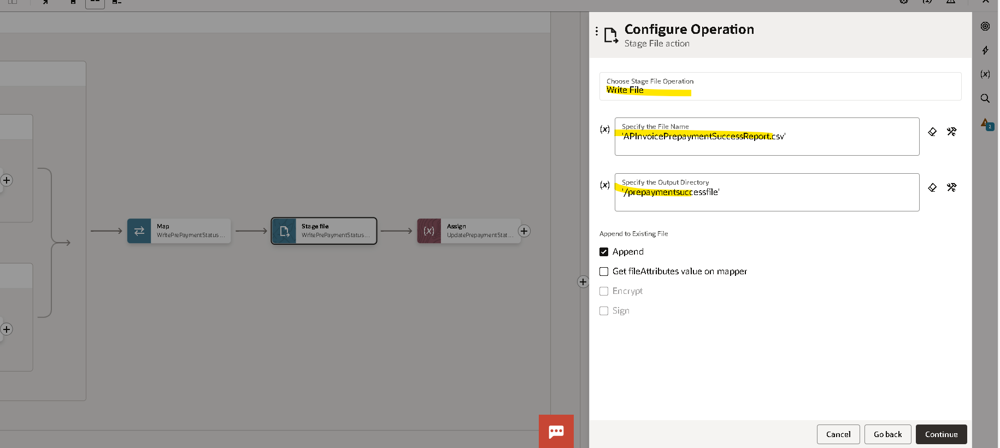 Configure Operation
Stage File action
Choose Stage File Operation
Write File
(x)
Specify the File Name
'APInvoicePrepaymentSuccessReport.csv'
(x)
Specify the Output Directory
'/prepaymentsuccessfile'
Append to Existing File
Append
Get fileAttributes value on mapper
Encrypt
Sign
Cancel
Go back
Continue
Map
WritePrePaymentStatus...
Stage file
WritePrePaymentStatus...
(x)
Assign
UpdatePrepaymentStat...
(x)
2